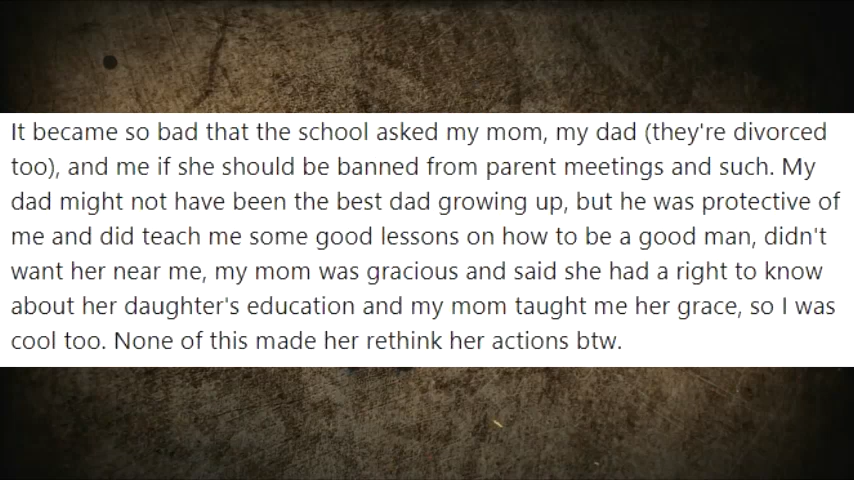 It became so bad that the school asked my mom, my dad (they're divorced
too), and me if she should be banned from parent meetings and such. My
dad might not have been the best dad growing up, but he was protective of
me and did teach me some good lessons on how to be a good man, didn't
want her near me, my mom was gracious and said she had a right to know
about her daughter's education and my mom taught me her grace, so I was
cool too. None of this made her rethink her actions btw.